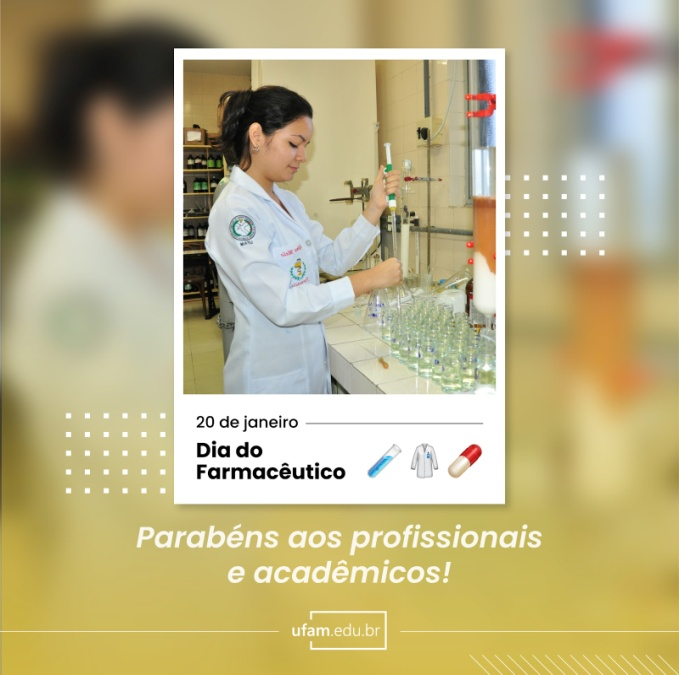 20 de janeiro
Dia do
Farmacêutico
Parabéns aos profissionais
e acadêmicos!
ufam.edu.br